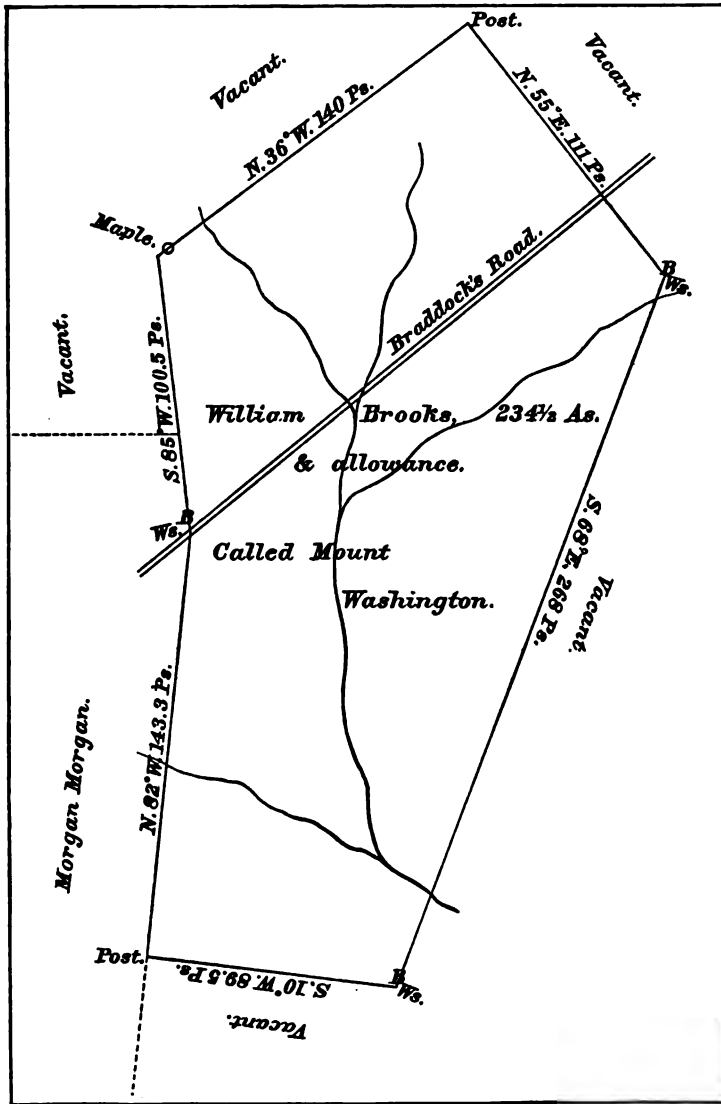 Post.
Vacant.
Vacant.
N. 36° W. 140 Ps.
N. 55° E. 111 Ps.
Maple.
Braddock's Road.
B
Ws.
Vacant.
S. 85° W. 100.5 Ps.
William Brooks, 234½ As.
& allowance.
B
Ws.
Called Mount
Washington.
S. 68° E. 268 Ps.
Vacant.
N. 82° W. 143.3 Ps.
Morgan Morgan.
Post.
S. 10° W. 89.5 Ps.
B
Ws.
Vacant.